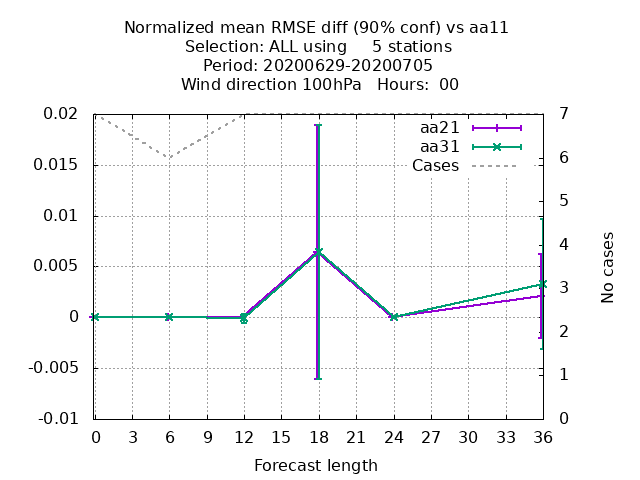 Normalized mean RMSE diff (90% conf) vs aa11
Selection: ALL using     5 stations
Period: 20200629-20200705
Wind direction 100hPa   Hours:  00
0.02
0.015
0.01
0.005
0
-0.005
-0.01
7
6
5
4
3
2
1
0
No cases
aa21
aa31
Cases
0 3 6 9 12 15 18 21 24 27 30 33 36
Forecast length